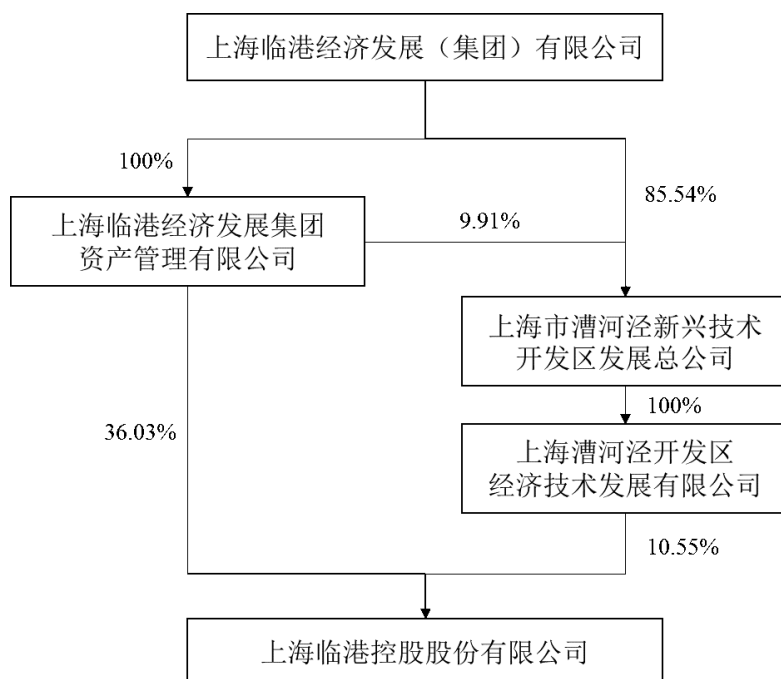 上海临港经济发展（集团）有限公司
100%
85.54%
上海临港经济发展集团
资产管理有限公司
9.91%
上海市漕河泾新兴技术
开发区发展总公司
100%
36.03%
上海漕河泾开发区
经济技术发展有限公司
10.55%
上海临港控股股份有限公司